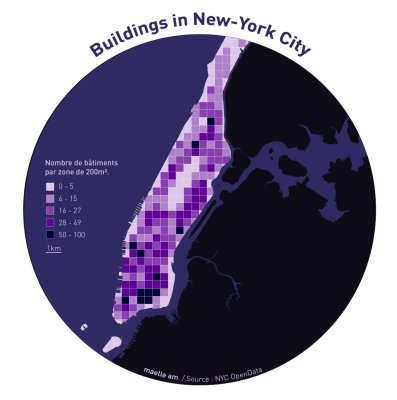 Buildings in New-York City
Nombre de bâtiments
par zone de 200m².
0 - 5
6 - 15
16 - 27
28 - 49
50 - 100
1km
maelle am. / Source : NYC OpenData